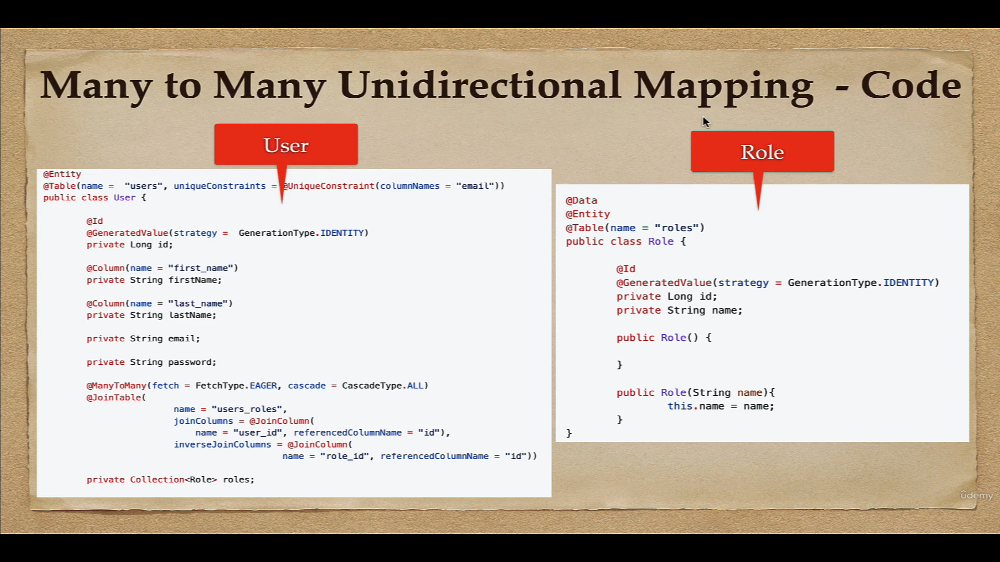 Many to Many Unidirectional Mapping - Code
User
@Entity
@Table(name = "users", uniqueConstraints = @UniqueConstraint(columnNames = "email"))
public class User {
@Id
@GeneratedValue(strategy = GenerationType.IDENTITY)
private Long id;
@Column(name = "first_name")
private String firstName;
@Column(name = "last_name")
private String lastName;
private String email;
private String password;
@ManyToMany(fetch = FetchType.EAGER, cascade = CascadeType.ALL)
@JoinTable(
name = "users_roles",
joinColumns = @JoinColumn(
name = "user_id", referencedColumnName = "id"),
inverseJoinColumns = @JoinColumn(
name = "role_id", referencedColumnName = "id"))
private Collection<Role> roles;
Role
@Data
@Entity
@Table(name = "roles")
public class Role {
@Id
@GeneratedValue(strategy = GenerationType.IDENTITY)
private Long id;
private String name;
public Role() {
}
public Role(String name){
this.name = name;
}
}
ûdemy